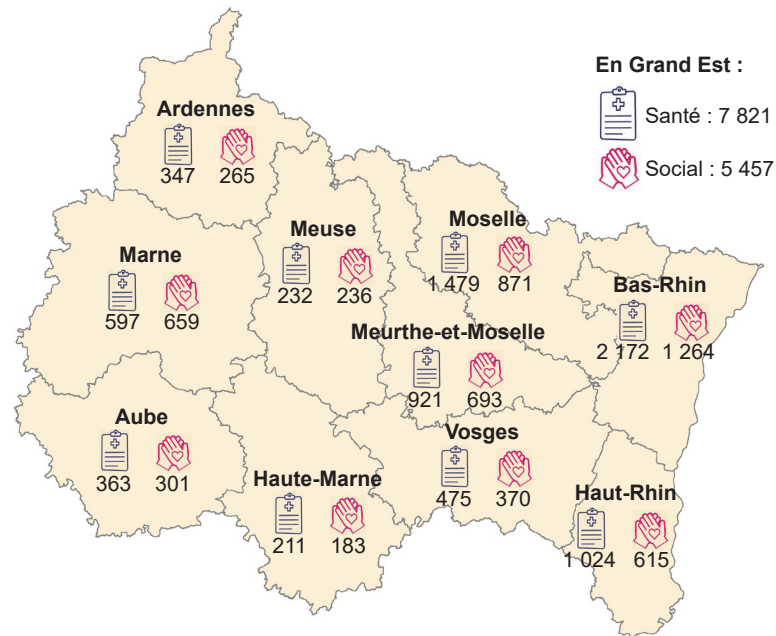 En Grand Est :
Santé : 7 821
Social : 5 457
Ardennes
347 265
Meuse
232 236
Moselle
1 479 871
Marne
597 659
Bas-Rhin
2 172 1 264
Meurthe-et-Moselle
921 693
Aube
363 301
Vosges
475 370
Haute-Marne
211 183
Haut-Rhin
1 024 615